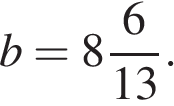 b = 8 6/13.